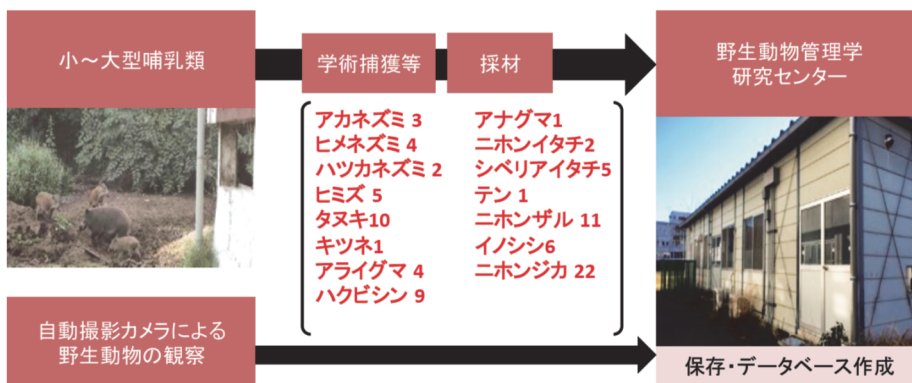 小～大型哺乳類
学術捕獲等
採材
野生動物管理学
研究センター
アカネズミ 3
ヒメネズミ 4
ハツカネズミ 2
ヒミズ 5
タヌキ10
キツネ1
アライグマ 4
ハクビシン 9
アナグマ1
ニホンイタチ2
シベリアイタチ5
テン 1
ニホンザル 11
イノシシ6
ニホンジカ 22
自動撮影カメラによる
野生動物の観察
保存・データベース作成